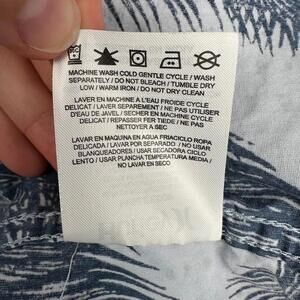 MACHINE WASH COLD GENTLE CYCLE / WASH
SEPARATELY / DO NOT BLEACH / TUMBLE DRY
LOW / WARM IRON / DO NOT DRY CLEAN
LAVER EN MACHINE A L'EAU FROIDE CYCLE
DELICAT / LAVER SEPAREMENT / NE PAS UTILISER
D'EAU DE JAVEL / SECHER EN MACHINE CYCLE
DELICAT / REPASSER FER TIEDE / NE PAS
NETTOYER A SEC
LAVAR EN MAQUINA EN AGUA FRIA/CICLO ROPA
DELICADA / LAVAR POR SEPARADO / NO USAR
BLANQUEADORES / USAR SECADORA CICLO
LENTO / USAR PLANCHA TEMPERATURA MEDIA /
NO LAVAR EN SECO